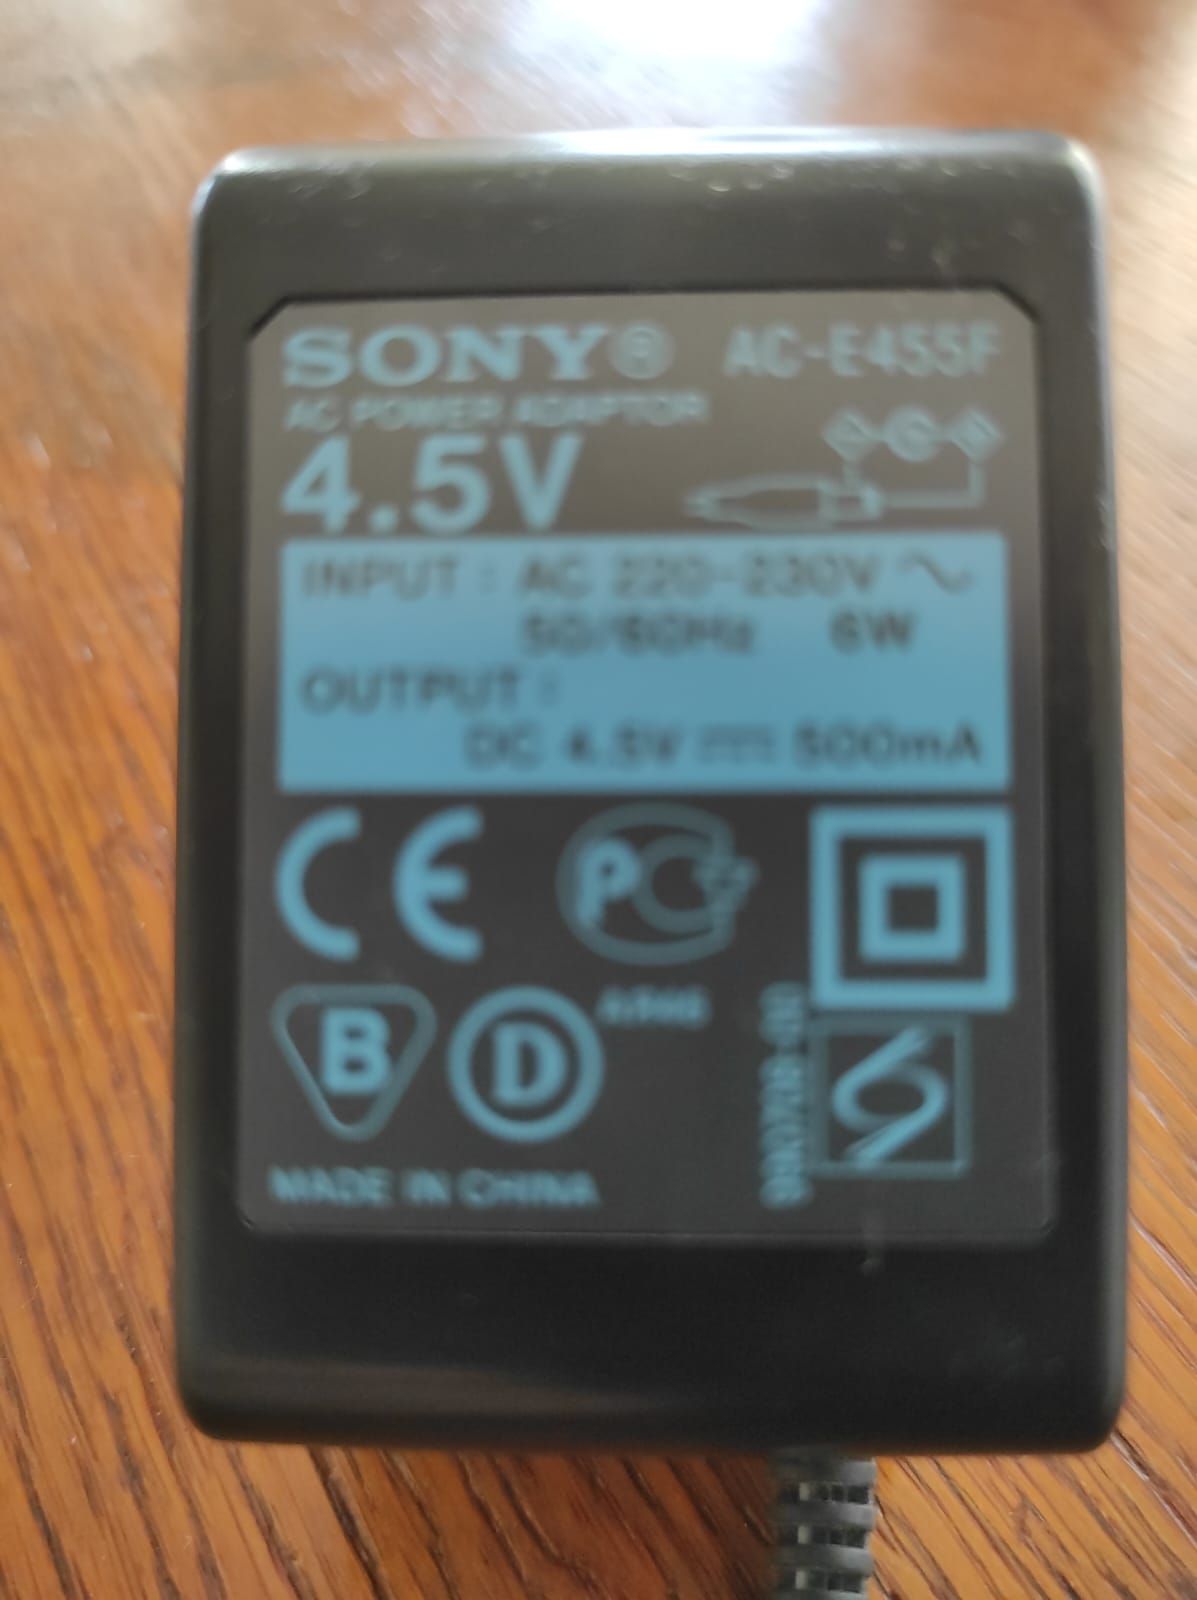 SONY® AC-E455F
AC POWER ADAPTOR
4.5V
INPUT : AC 220-230V ~
50/60Hz 6W
OUTPUT :
DC 4.5V ⎓ 500mA
CE
B D
MADE IN CHINA